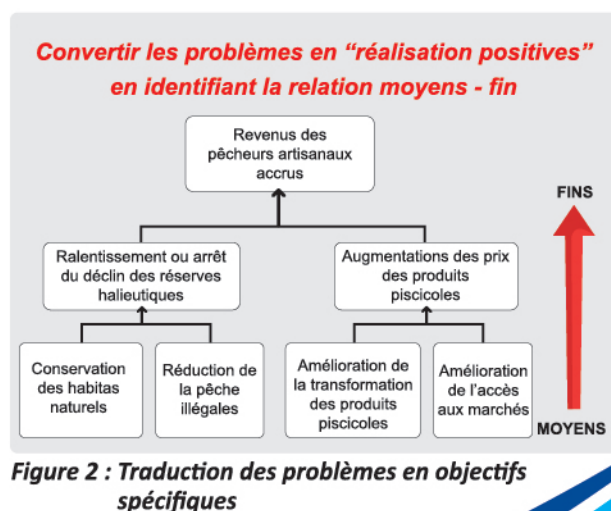 Convertir les problèmes en “réalisation positives”
en identifiant la relation moyens - fin
Revenus des
pêcheurs artisanaux
accrus
FINS
Ralentissement ou arrêt
du déclin des réserves
halieutiques
Augmentations des prix
des produits
piscicoles
Conservation
des habitas
naturels
Réduction de
la pêche
illégales
Amélioration de
la transformation
des produits
piscicoles
Amélioration
de l’accès
aux marchés
MOYENS
Figure 2 : Traduction des problèmes en objectifs
spécifiques